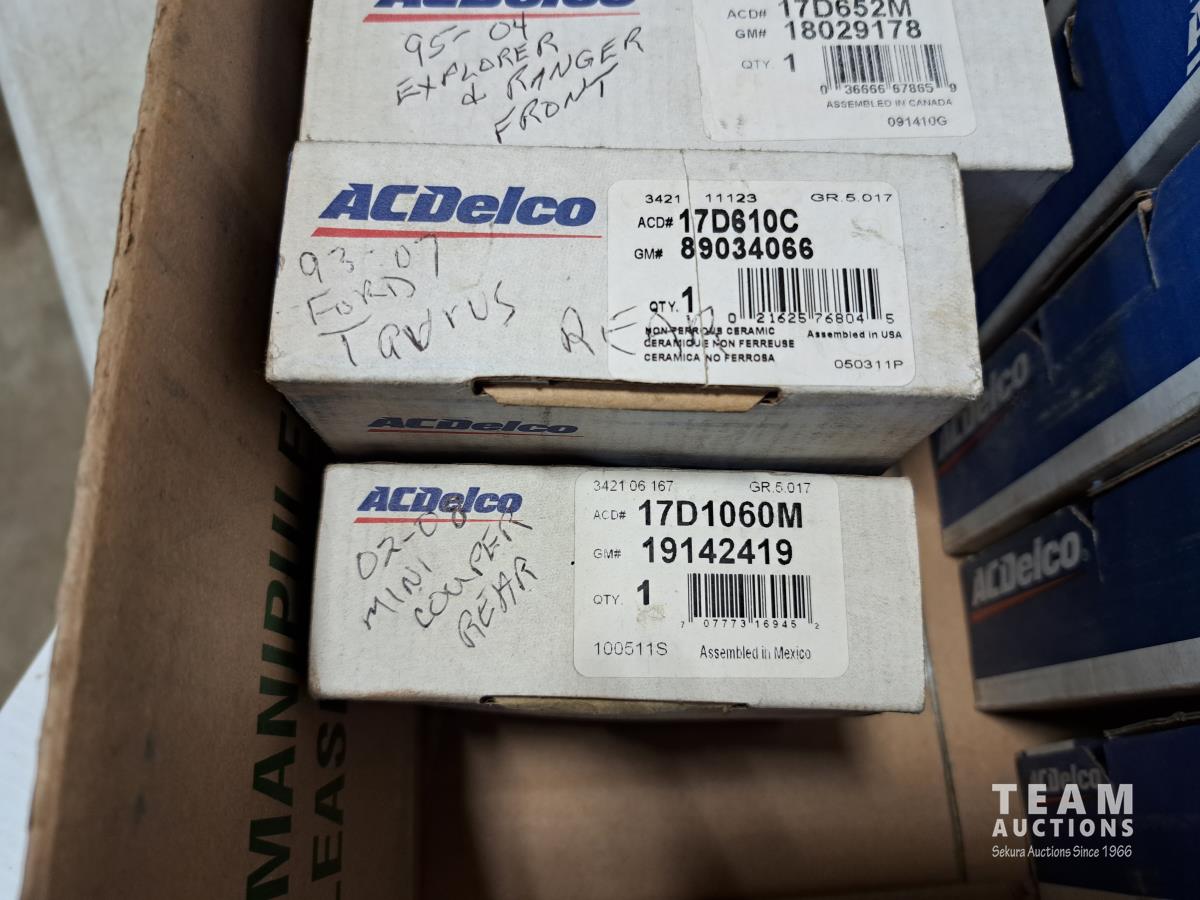 ACDelco
95-04
EXPLORER
& RANGER
FRONT
ACD# 17D652M
GM# 18029178
QTY 1
0 36666 67865 9
ASSEMBLED IN CANADA
091410G
ACDelco
93-07
FORD
Taurus
REAR
3421 11123 GR.5.017
ACD# 17D610C
GM# 89034066
QTY. 1
0 21625 76804 5
NON-FERROUS CERAMIC Assembled in USA
CERAMIQUE NON FERREUSE
CERAMICA NO FERROSA
050311P
ACDelco
ACDelco
02-08
MINI
COOPER
REAR
3421 06 167 GR.5.017
ACD# 17D1060M
GM# 19142419
QTY. 1
7 07773 16945 2
100511S Assembled in Mexico
ACDelco
ACDelco
ACDelco
MANIPULE
LEAS
TEAM
AUCTIONS
Sekura Auctions Since 1966